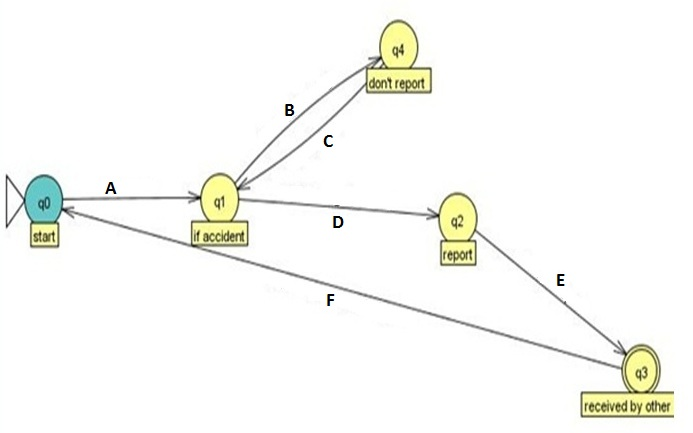 q4
don't report
B
C
A
q0
start
q1
if accident
D
q2
report
E
F
q3
received by other